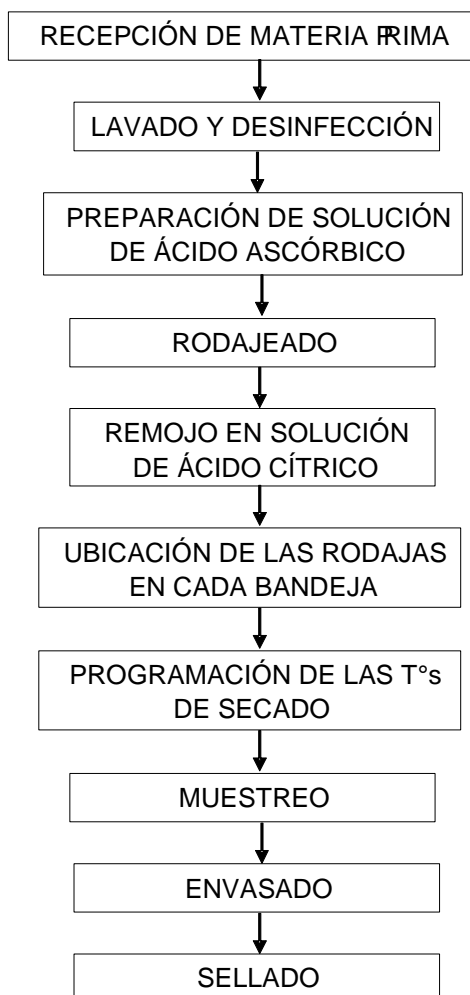 RECEPCIÓN DE MATERIA PRIMA
LAVADO Y DESINFECCIÓN
PREPARACIÓN DE SOLUCIÓN
DE ÁCIDO ASCÓRBICO
RODAJEADO
REMOJO EN SOLUCIÓN
DE ÁCIDO CÍTRICO
UBICACIÓN DE LAS RODAJAS
EN CADA BANDEJA
PROGRAMACIÓN DE LAS T°s
DE SECADO
MUESTREO
ENVASADO
SELLADO